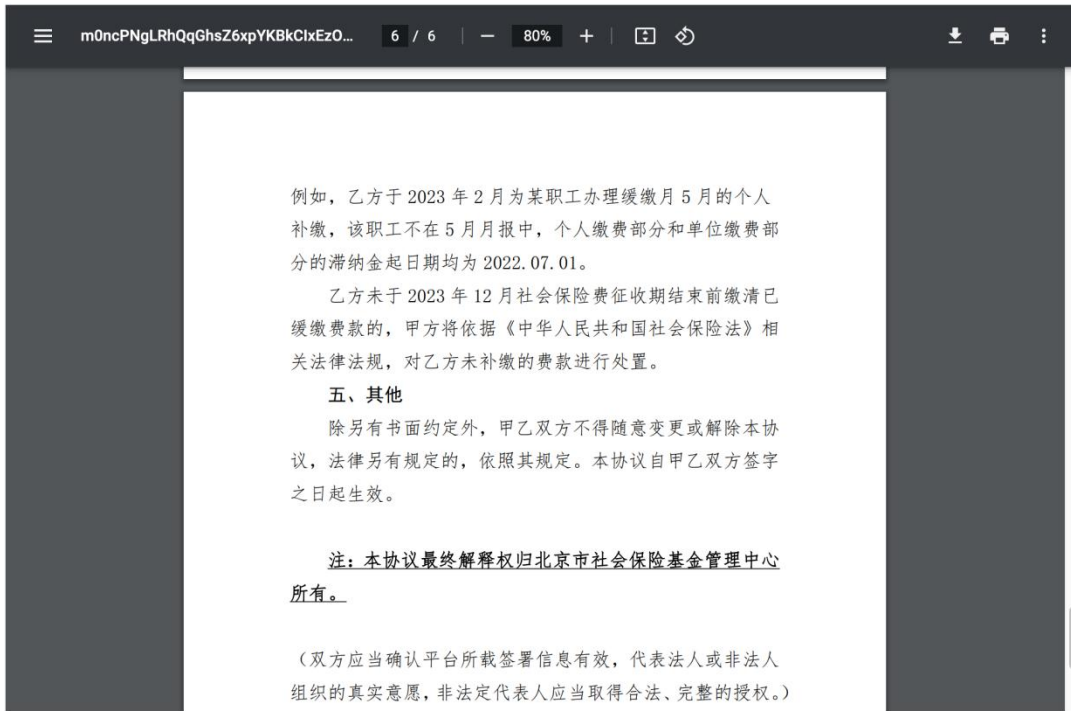 m0ncPNgLRhQqGhsZ6xpYKBkClxEzO... 6 / 6 80%
例如，乙方于 2023 年 2 月为某职工办理缓缴月 5 月的个人
补缴，该职工不在 5 月月报中，个人缴费部分和单位缴费部
分的滞纳金起日期均为 2022.07.01。
乙方未于 2023 年 12 月社会保险费征收期结束前缴清已
缓缴费款的，甲方将依据《中华人民共和国社会保险法》相
关法律法规，对乙方未补缴的费款进行处置。
五、其他
除另有书面约定外，甲乙双方不得随意变更或解除本协
议，法律另有规定的，依照其规定。本协议自甲乙双方签字
之日起生效。
注：本协议最终解释权归北京市社会保险基金管理中心
所有。
（双方应当确认平台所载签署信息有效，代表法人或非法人
组织的真实意愿，非法定代表人应当取得合法、完整的授权。）